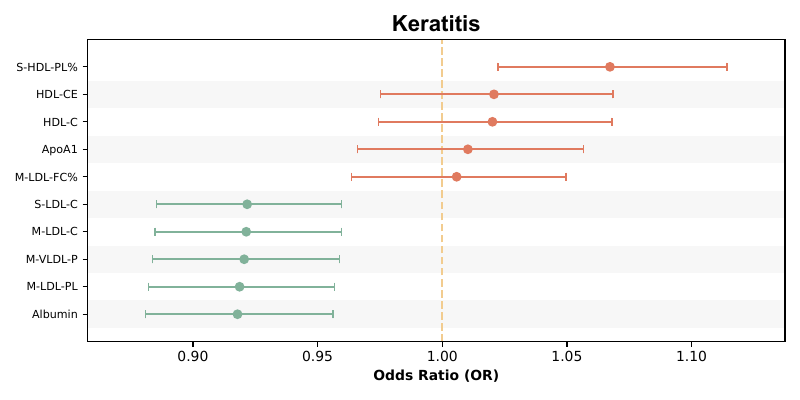 Keratitis
S-HDL-PL%
HDL-CE
HDL-C
ApoA1
M-LDL-FC%
S-LDL-C
M-LDL-C
M-VLDL-P
M-LDL-PL
Albumin
0.90 0.95 1.00 1.05 1.10
Odds Ratio (OR)